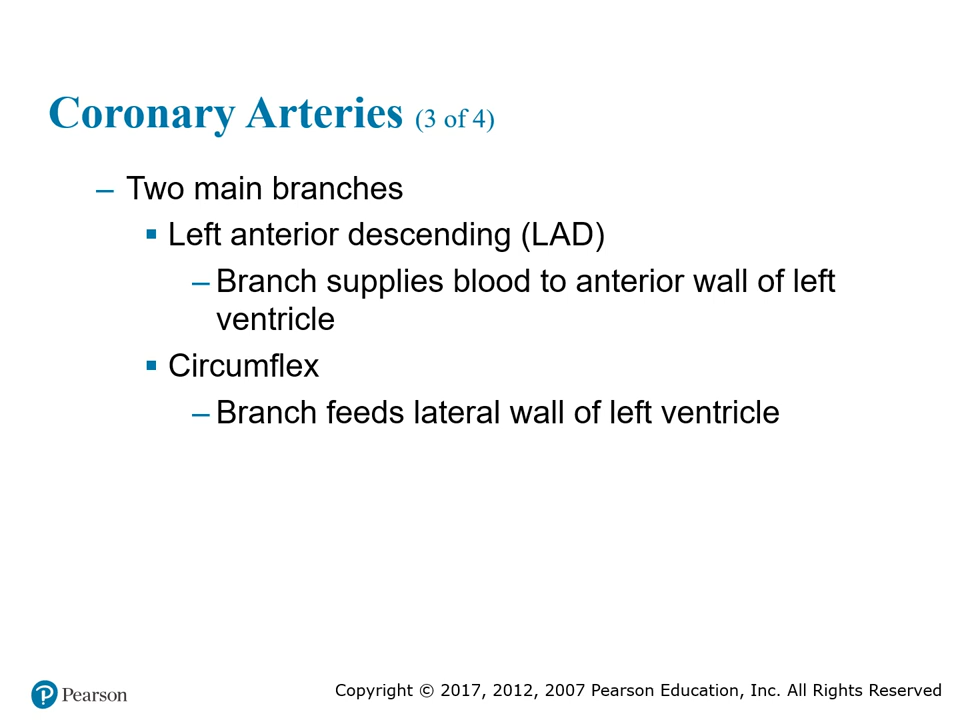 Coronary Arteries (3 of 4)
– Two main branches
▪ Left anterior descending (LAD)
– Branch supplies blood to anterior wall of left
ventricle
▪ Circumflex
– Branch feeds lateral wall of left ventricle
P Pearson
Copyright © 2017, 2012, 2007 Pearson Education, Inc. All Rights Reserved